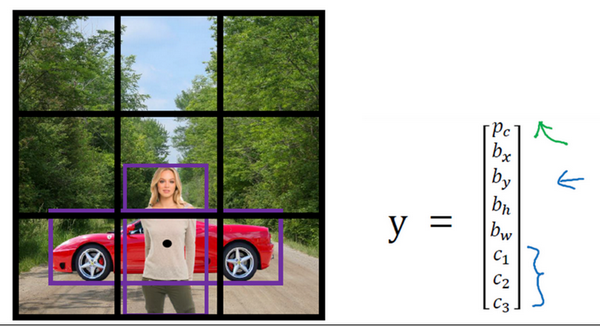 y = 
p_c
b_x
b_y
b_h
b_w
c_1
c_2
c_3